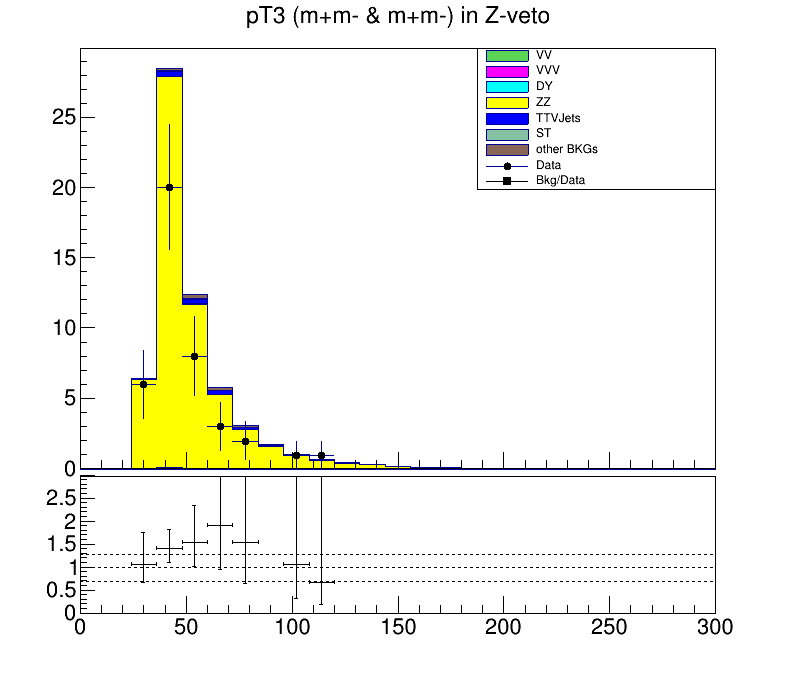 pT3 (m+m- & m+m-) in Z-veto
VV
VVV
DY
ZZ
TTVJets
ST
other BKGs
Data
Bkg/Data
25
20
15
10
5
0
2.5
2
1.5
1
0.5
0
0 50 100 150 200 250 300